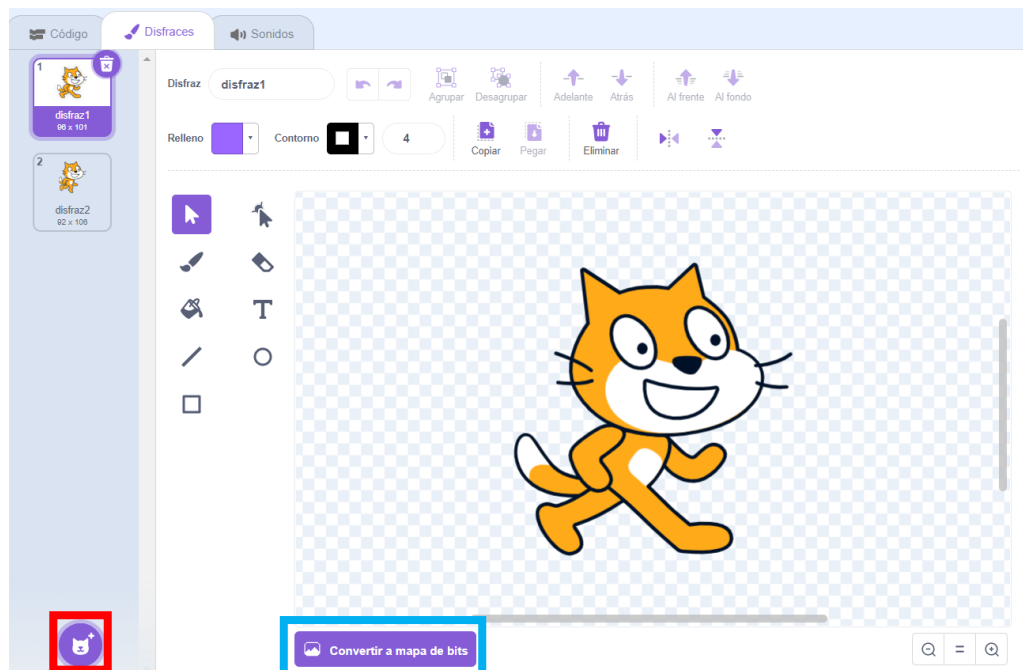 Código
Disfraces
Sonidos
1
disfraz1
96 x 101
2
disfraz2
92 x 106
Disfraz
disfraz1
Agrupar
Desagrupar
Adelante
Atrás
Al frente
Al fondo
Relleno
Contorno
4
Copiar
Pegar
Eliminar
T
Convertir a mapa de bits